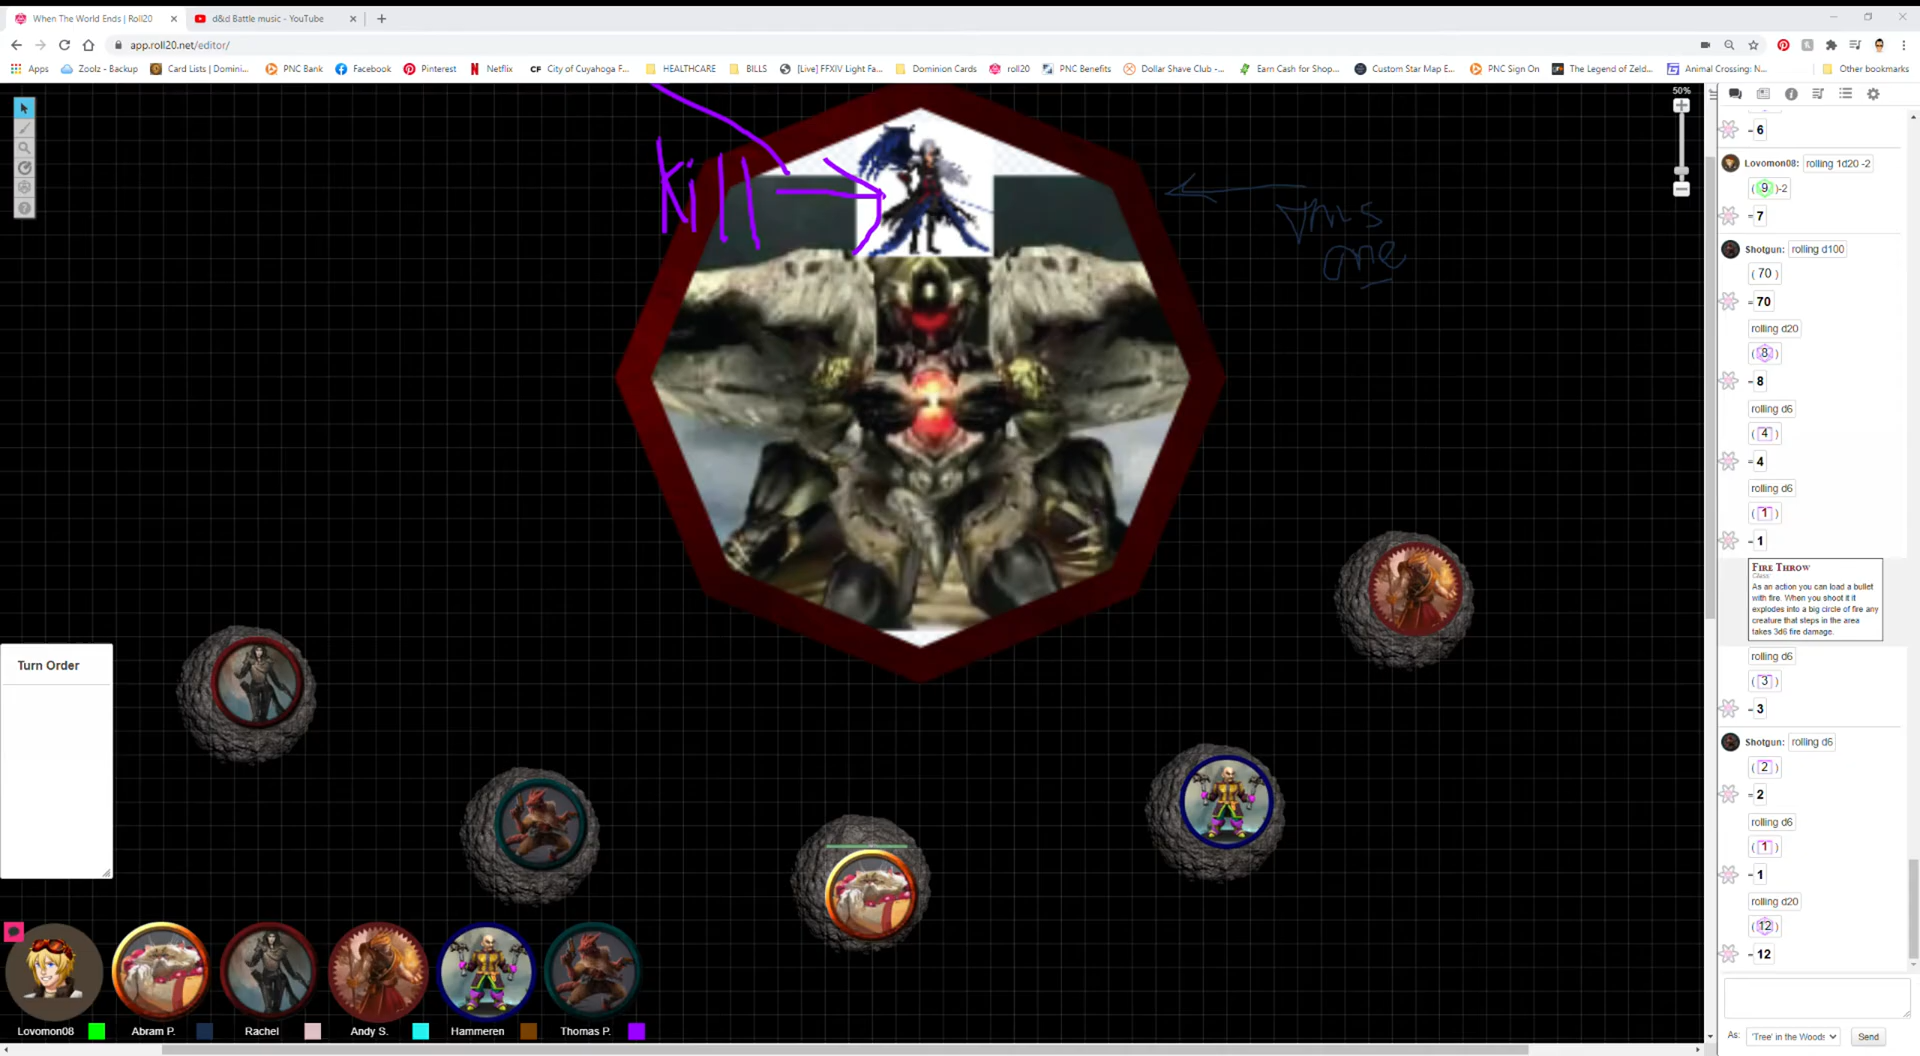 When The World Ends | Roll20
d&d Battle music - YouTube
app.roll20.net/editor/
Apps
Zoolz - Backup
Card Lists | Domini...
PNC Bank
Facebook
Pinterest
Netflix
CF City of Cuyahoga F...
HEALTHCARE
BILLS
[Live] FFXIV Light Fa...
Dominion Cards
roll20
PNC Benefits
Dollar Shave Club -...
Earn Cash for Shop...
Custom Star Map E...
PNC Sign On
The Legend of Zeld...
Animal Crossing: N...
Other bookmarks
kill
This
one
50%
= 6
Lovomon08: rolling 1d20 -2
( 9 )-2
= 7
Shotgun: rolling d100
( 70 )
= 70
rolling d20
( 8 )
= 8
rolling d6
( 4 )
= 4
rolling d6
( 1 )
= 1
FIRE THROW
Class
As an action you can load a bullet
with fire. When you shoot it it
explodes into a big circle of fire any
creature that steps in the area
takes 3d6 fire damage.
rolling d6
( 3 )
= 3
Shotgun: rolling d6
( 2 )
= 2
rolling d6
( 1 )
= 1
rolling d20
( 12 )
= 12
Turn Order
Lovomon08
Abram P.
Rachel
Andy S.
Hammeren
Thomas P.
As: 'Tree' in the Woods
Send